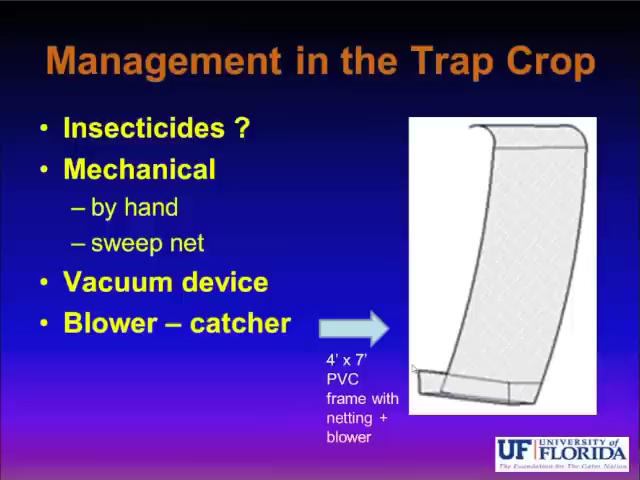 Management in the Trap Crop
• Insecticides ?
• Mechanical
– by hand
– sweep net
• Vacuum device
• Blower – catcher
4' x 7'
PVC
frame with
netting +
blower
UF UNIVERSITY of
FLORIDA
The Foundation for The Gator Nation